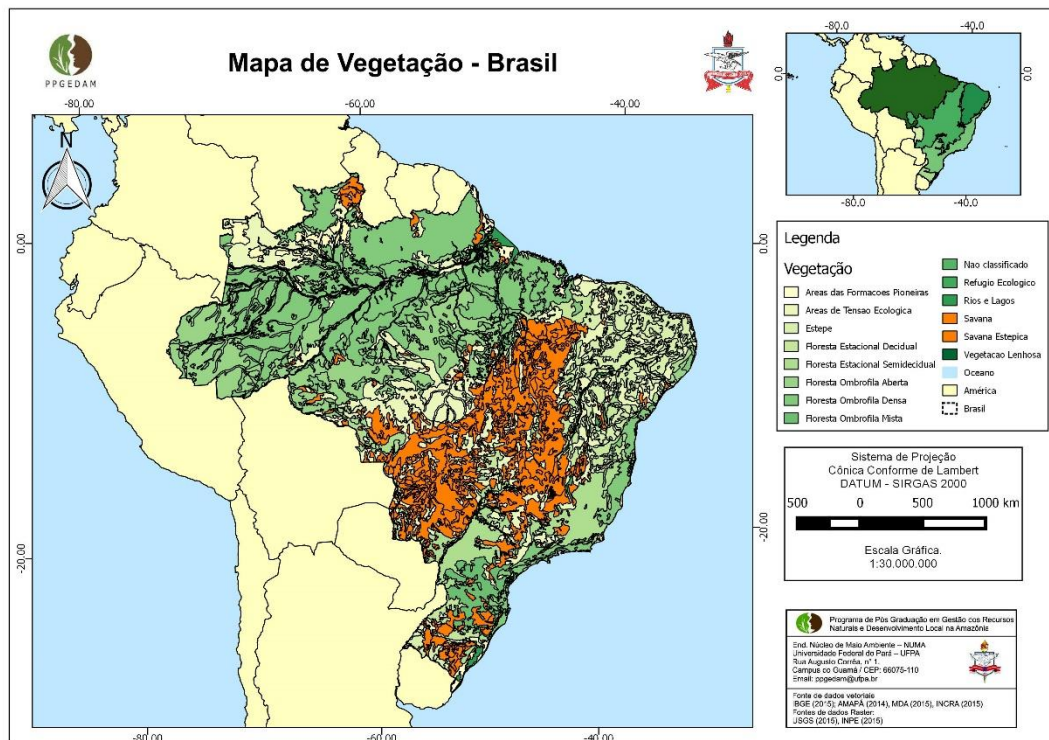 PPGEDAM
Mapa de Vegetação - Brasil
-80.00
-60.00
-40.00
N
0.00
0.00
-20.00
-20.00
-80.00
-60.00
-40.00
-80.0
-40.0
0.0
0.0
-80.0
-40.0
Legenda
Vegetação
Areas das Formacoes Pioneiras
Areas de Tensao Ecologica
Estepe
Floresta Estacional Decidual
Floresta Estacional Semidecidual
Floresta Ombrofila Aberta
Floresta Ombrofila Densa
Floresta Ombrofila Mista
Nao classificado
Refugio Ecologico
Rios e Lagos
Savana
Savana Estepica
Vegetacao Lenhosa
Oceano
América
Brasil
Sistema de Projeção
Cônica Conforme de Lambert
DATUM - SIRGAS 2000
500 0 500 1000 km
Escala Gráfica.
1:30.000.000
Programa de Pós Graduação em Gestão dos Recursos
Naturais e Desenvolvimento Local na Amazônia
End. Núcleo de Maio Ambiente – NUMA
Universidade Federal do Pará – UFPA
Rua Augusto Corrêa, n° 1.
Campus do Guamá / CEP: 66075-110
Email: ppgedam@ufpa.br
Fonte de dados vetoriais
IBGE (2015); AMAPÁ (2014), MDA (2015), INCRA (2015)
Fontes de dados Raster:
USGS (2015), INPE (2015)